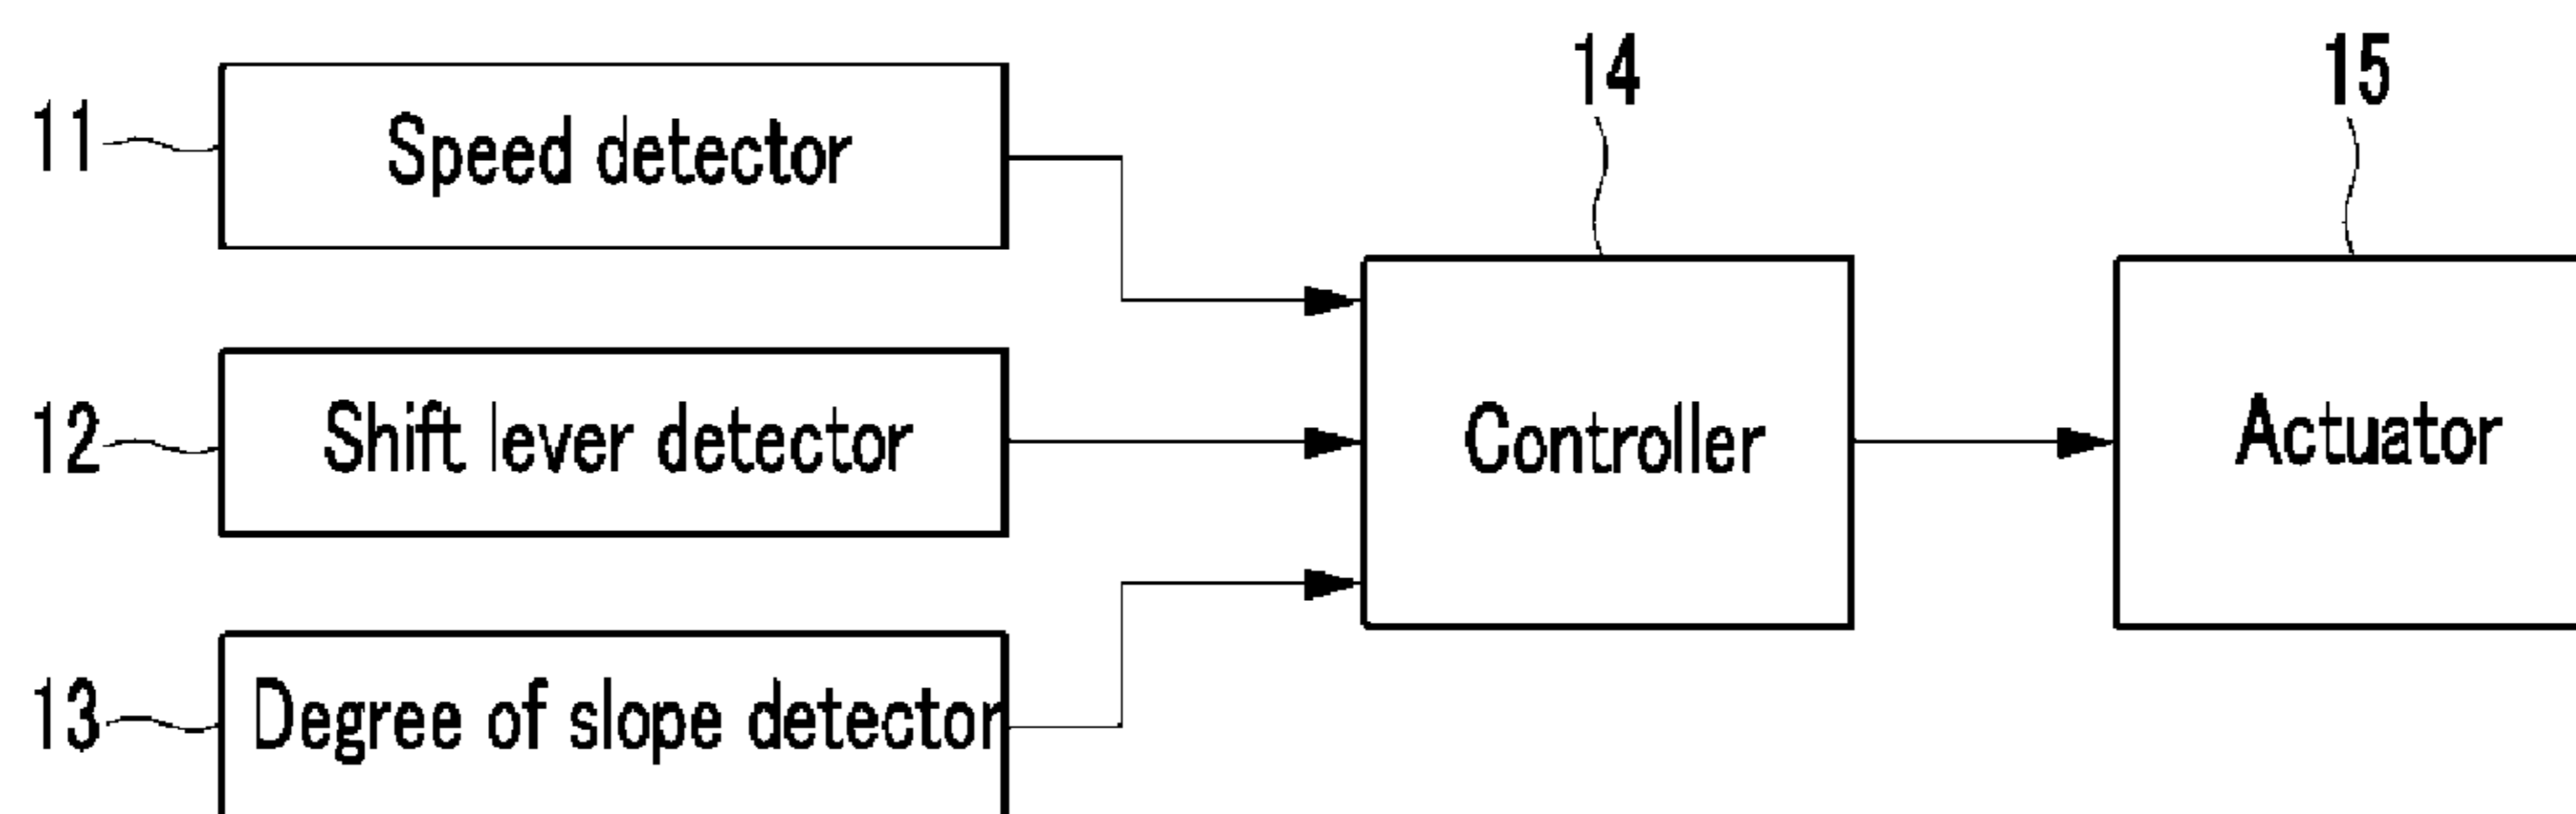 14
15
11
Speed detector
12
Shift lever detector
Controller
Actuator
13
Degree of slope detector